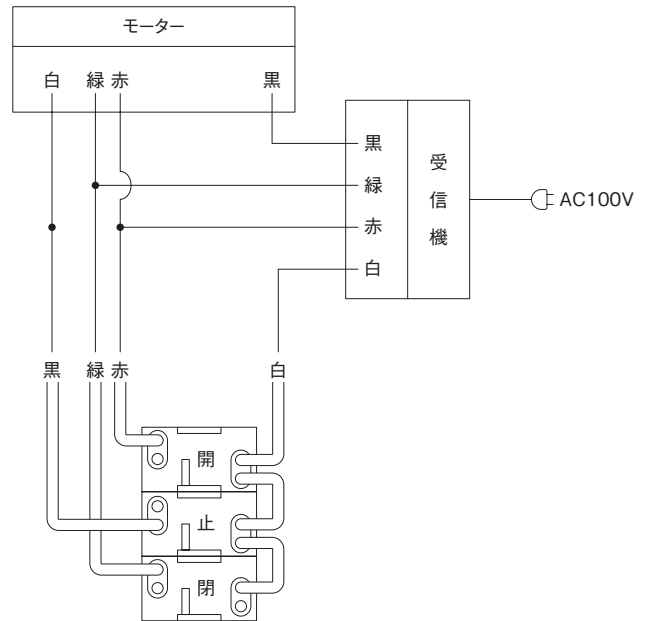 モーター
白 緑 赤 黒
黒
緑
赤
白
受信機
AC100V
黒 緑 赤 白
開
止
閉